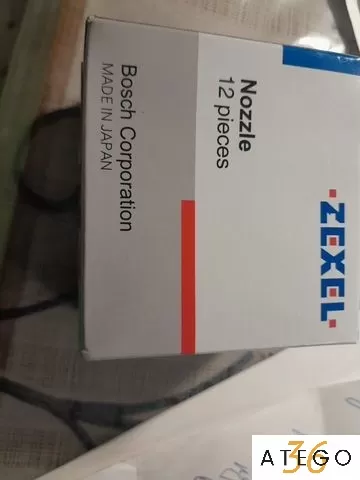 ·ZEXEL·
Nozzle
12 pieces
Bosch Corporation
MADE IN JAPAN
36
ATEGO